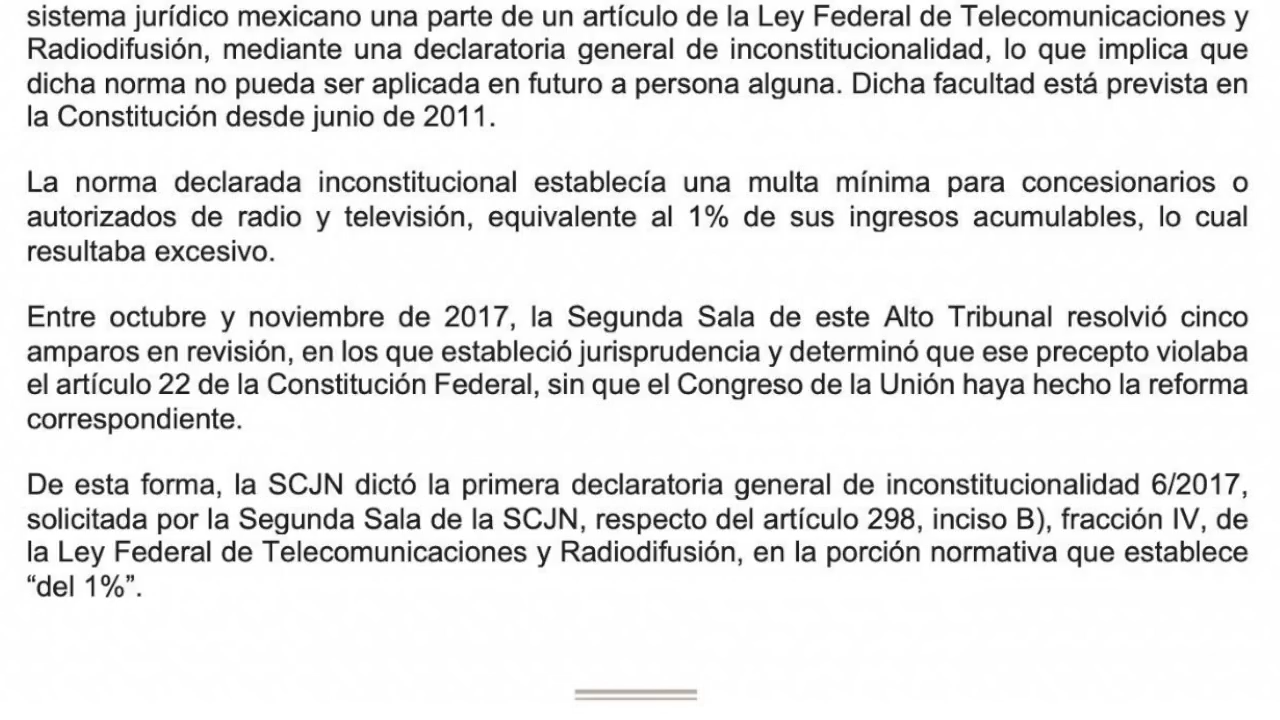 sistema jurídico mexicano una parte de un artículo de la Ley Federal de Telecomunicaciones y
Radiodifusión, mediante una declaratoria general de inconstitucionalidad, lo que implica que
dicha norma no pueda ser aplicada en futuro a persona alguna. Dicha facultad está prevista en
la Constitución desde junio de 2011.
La norma declarada inconstitucional establecía una multa mínima para concesionarios o
autorizados de radio y televisión, equivalente al 1% de sus ingresos acumulables, lo cual
resultaba excesivo.
Entre octubre y noviembre de 2017, la Segunda Sala de este Alto Tribunal resolvió cinco
amparos en revisión, en los que estableció jurisprudencia y determinó que ese precepto violaba
el artículo 22 de la Constitución Federal, sin que el Congreso de la Unión haya hecho la reforma
correspondiente.
De esta forma, la SCJN dictó la primera declaratoria general de inconstitucionalidad 6/2017,
solicitada por la Segunda Sala de la SCJN, respecto del artículo 298, inciso B), fracción IV, de
la Ley Federal de Telecomunicaciones y Radiodifusión, en la porción normativa que establece
“del 1%”.